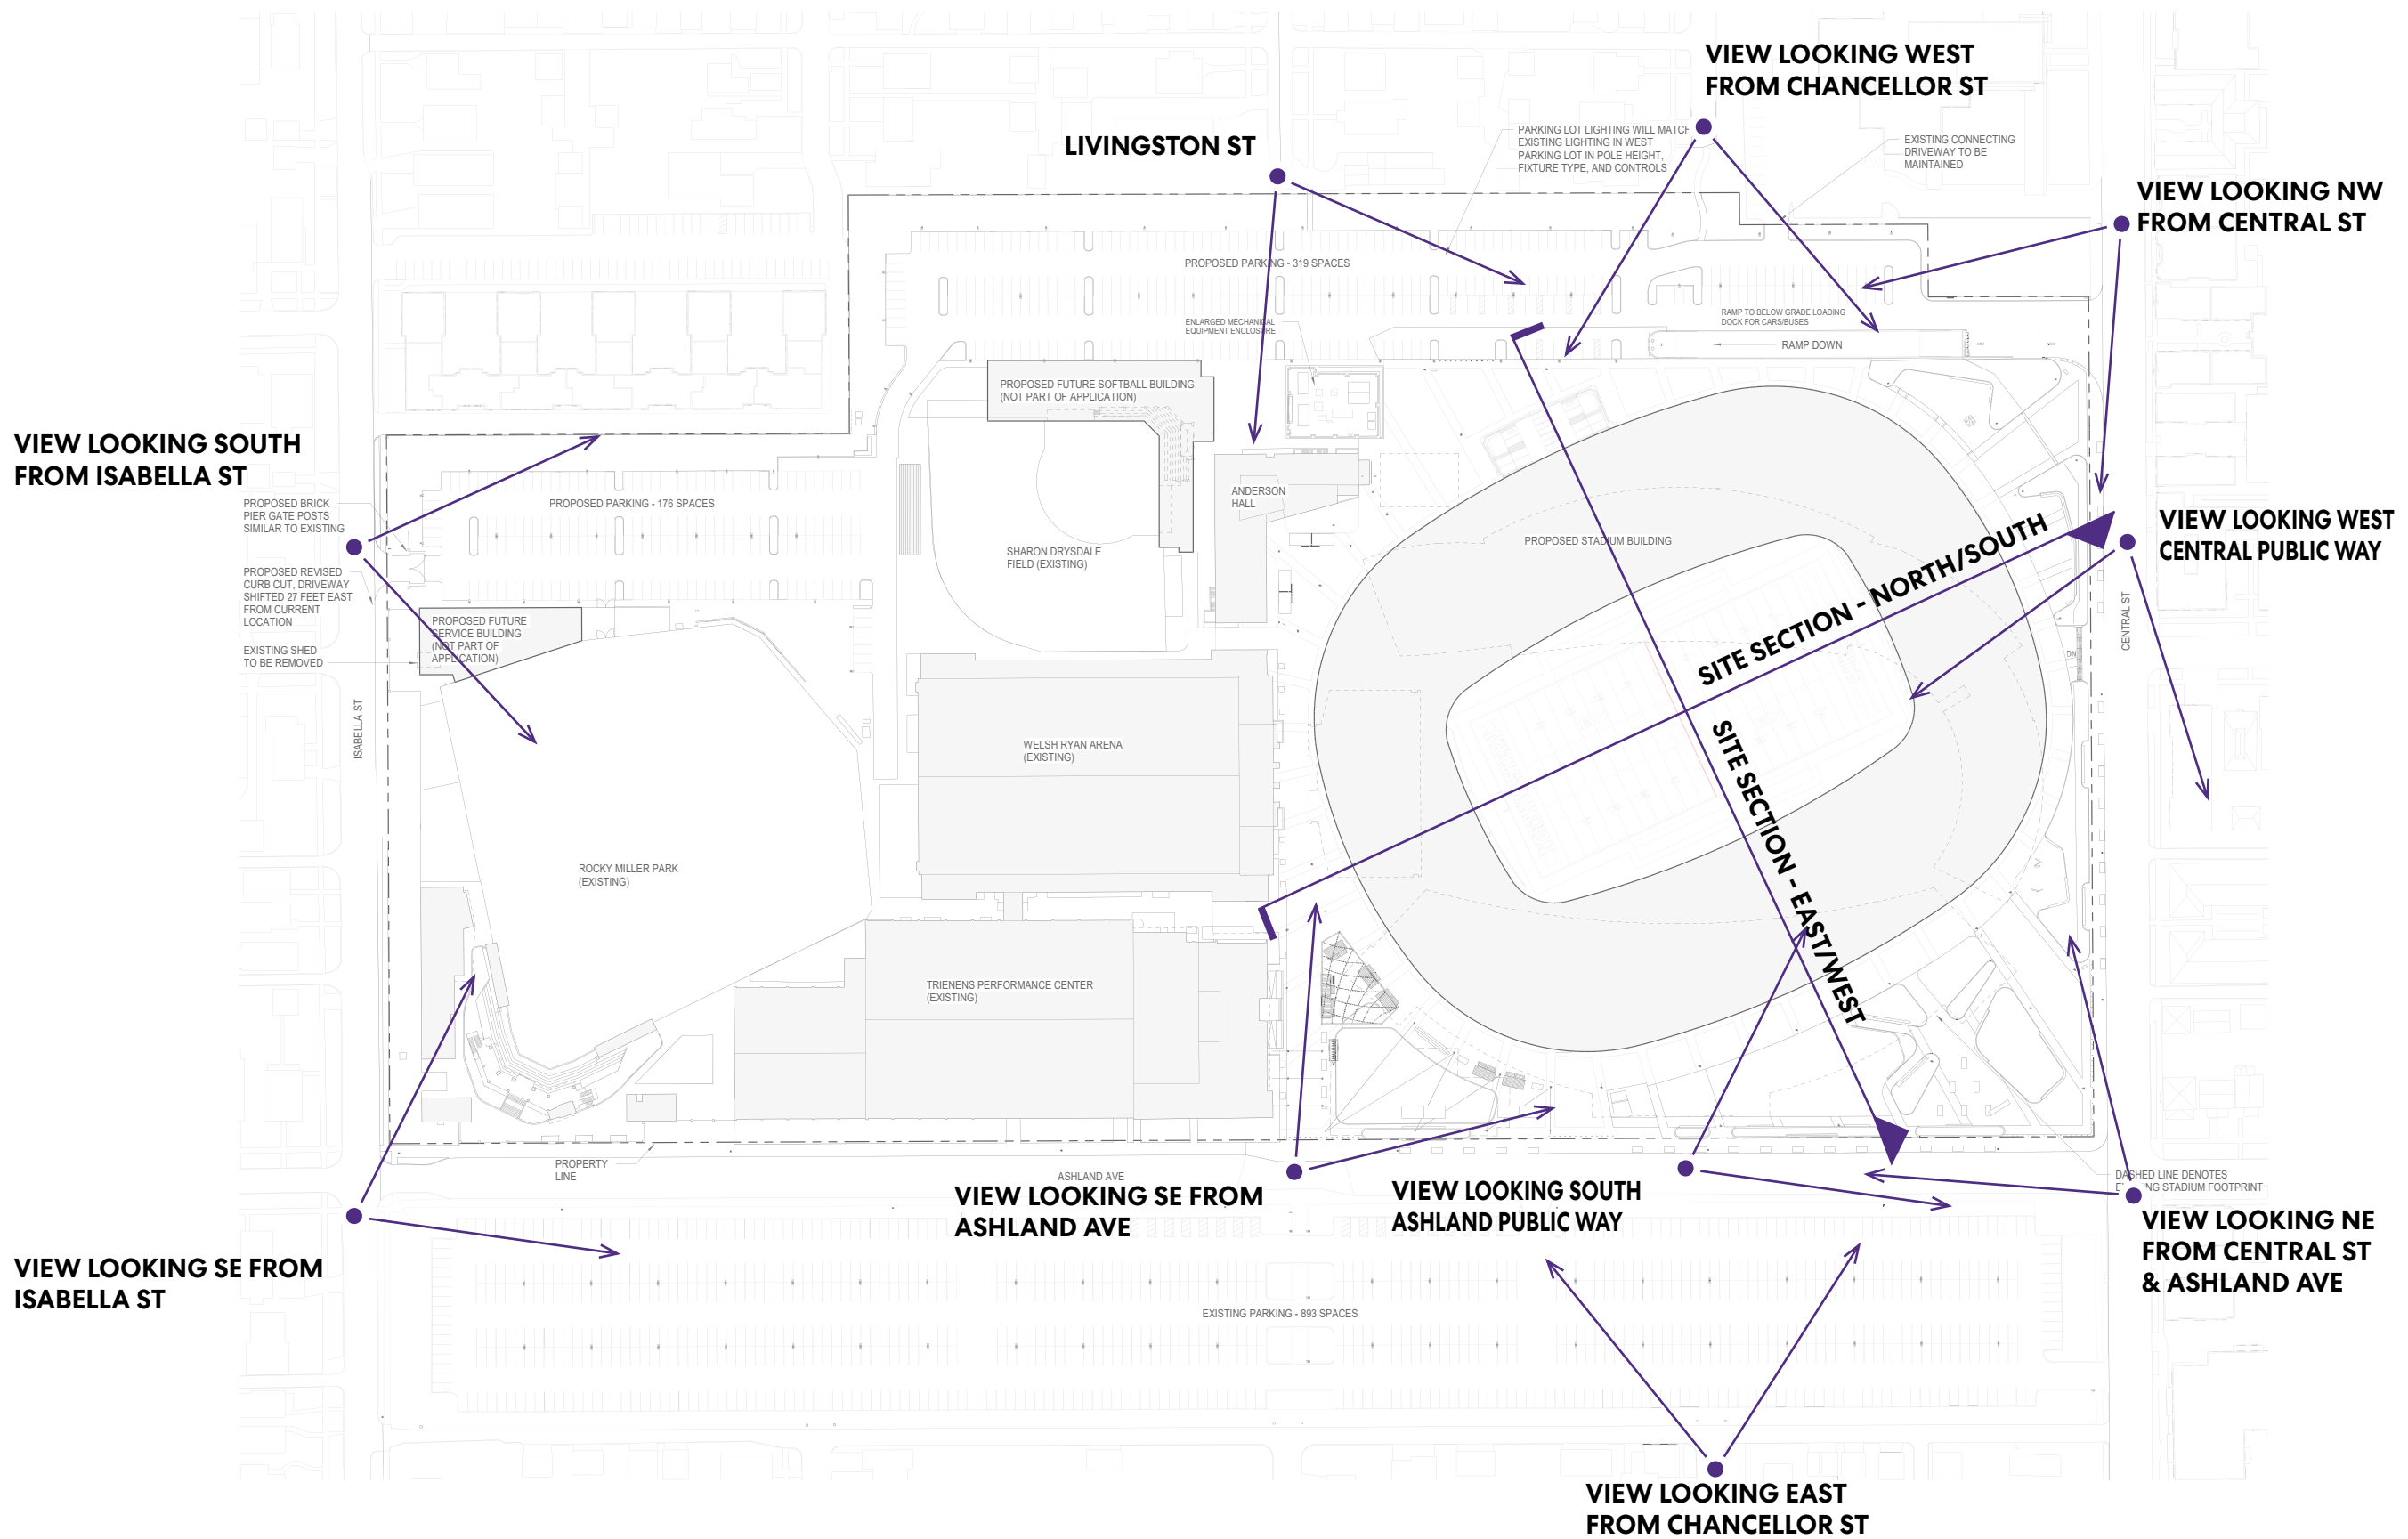 VIEW LOOKING WEST
FROM CHANCELLOR ST
LIVINGSTON ST
PARKING LOT LIGHTING WILL MATCH
EXISTING LIGHTING IN WEST
PARKING LOT IN POLE HEIGHT,
FIXTURE TYPE, AND CONTROLS
EXISTING CONNECTING
DRIVEWAY TO BE
MAINTAINED
VIEW LOOKING NW
FROM CENTRAL ST
PROPOSED PARKING - 319 SPACES
ENLARGED MECHANICAL
EQUIPMENT ENCLOSURE
RAMP TO BELOW GRADE LOADING
DOCK FOR CARS/BUSES
RAMP DOWN
PROPOSED FUTURE SOFTBALL BUILDING
(NOT PART OF APPLICATION)
VIEW LOOKING SOUTH
FROM ISABELLA ST
PROPOSED BRICK
PIER GATE POSTS
SIMILAR TO EXISTING
PROPOSED PARKING - 176 SPACES
ANDERSON
HALL
PROPOSED STADIUM BUILDING
SITE SECTION - NORTH/SOUTH
VIEW LOOKING WEST
CENTRAL PUBLIC WAY
SHARON DRYSDALE
FIELD (EXISTING)
PROPOSED REVISED
CURB CUT, DRIVEWAY
SHIFTED 27 FEET EAST
FROM CURRENT
LOCATION
PROPOSED FUTURE
SERVICE BUILDING
(NOT PART OF
APPLICATION)
EXISTING SHED
TO BE REMOVED
CENTRAL ST
DN
ISABELLA ST
WELSH RYAN ARENA
(EXISTING)
SITE SECTION - EAST/WEST
ROCKY MILLER PARK
(EXISTING)
TRIENENS PERFORMANCE CENTER
(EXISTING)
PROPERTY
LINE
ASHLAND AVE
DASHED LINE DENOTES
STADIUM FOOTPRINT
VIEW LOOKING SE FROM
ASHLAND AVE
VIEW LOOKING SOUTH
ASHLAND PUBLIC WAY
VIEW LOOKING NE
FROM CENTRAL ST
& ASHLAND AVE
VIEW LOOKING SE FROM
ISABELLA ST
EXISTING PARKING - 893 SPACES
VIEW LOOKING EAST
FROM CHANCELLOR ST